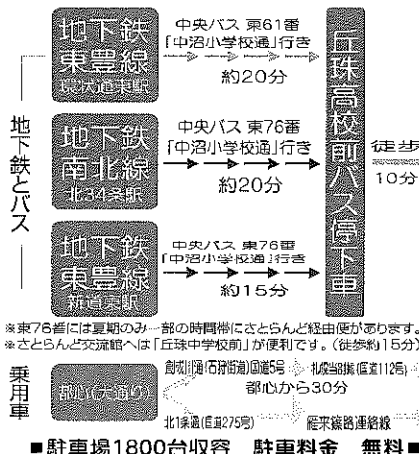 地下鉄とバス
地下鉄
東豊線
環状通東駅
中央バス 東61番
「中沼小学校通」行き
約20分
地下鉄
南北線
北34条駅
中央バス 東76番
「中沼小学校通」行き
約20分
地下鉄
東豊線
新道東駅
中央バス 東76番
「中沼小学校通」行き
約15分
丘珠高校前バス停下車
徒歩
10分
※東76番には夏期のみ一部の時間帯にさとらんど経由便があります。
※さとらんど交流館へは「丘珠中学校前」が便利です。(徒歩約15分)
乗用車
都心(大通り)
創成川通(石狩街道)国道5号
札幌当別線(道道112号)
都心から30分
北1条通(国道275号)
雁来篠路連絡線
■駐車場1800台収容 駐車料金 無料■